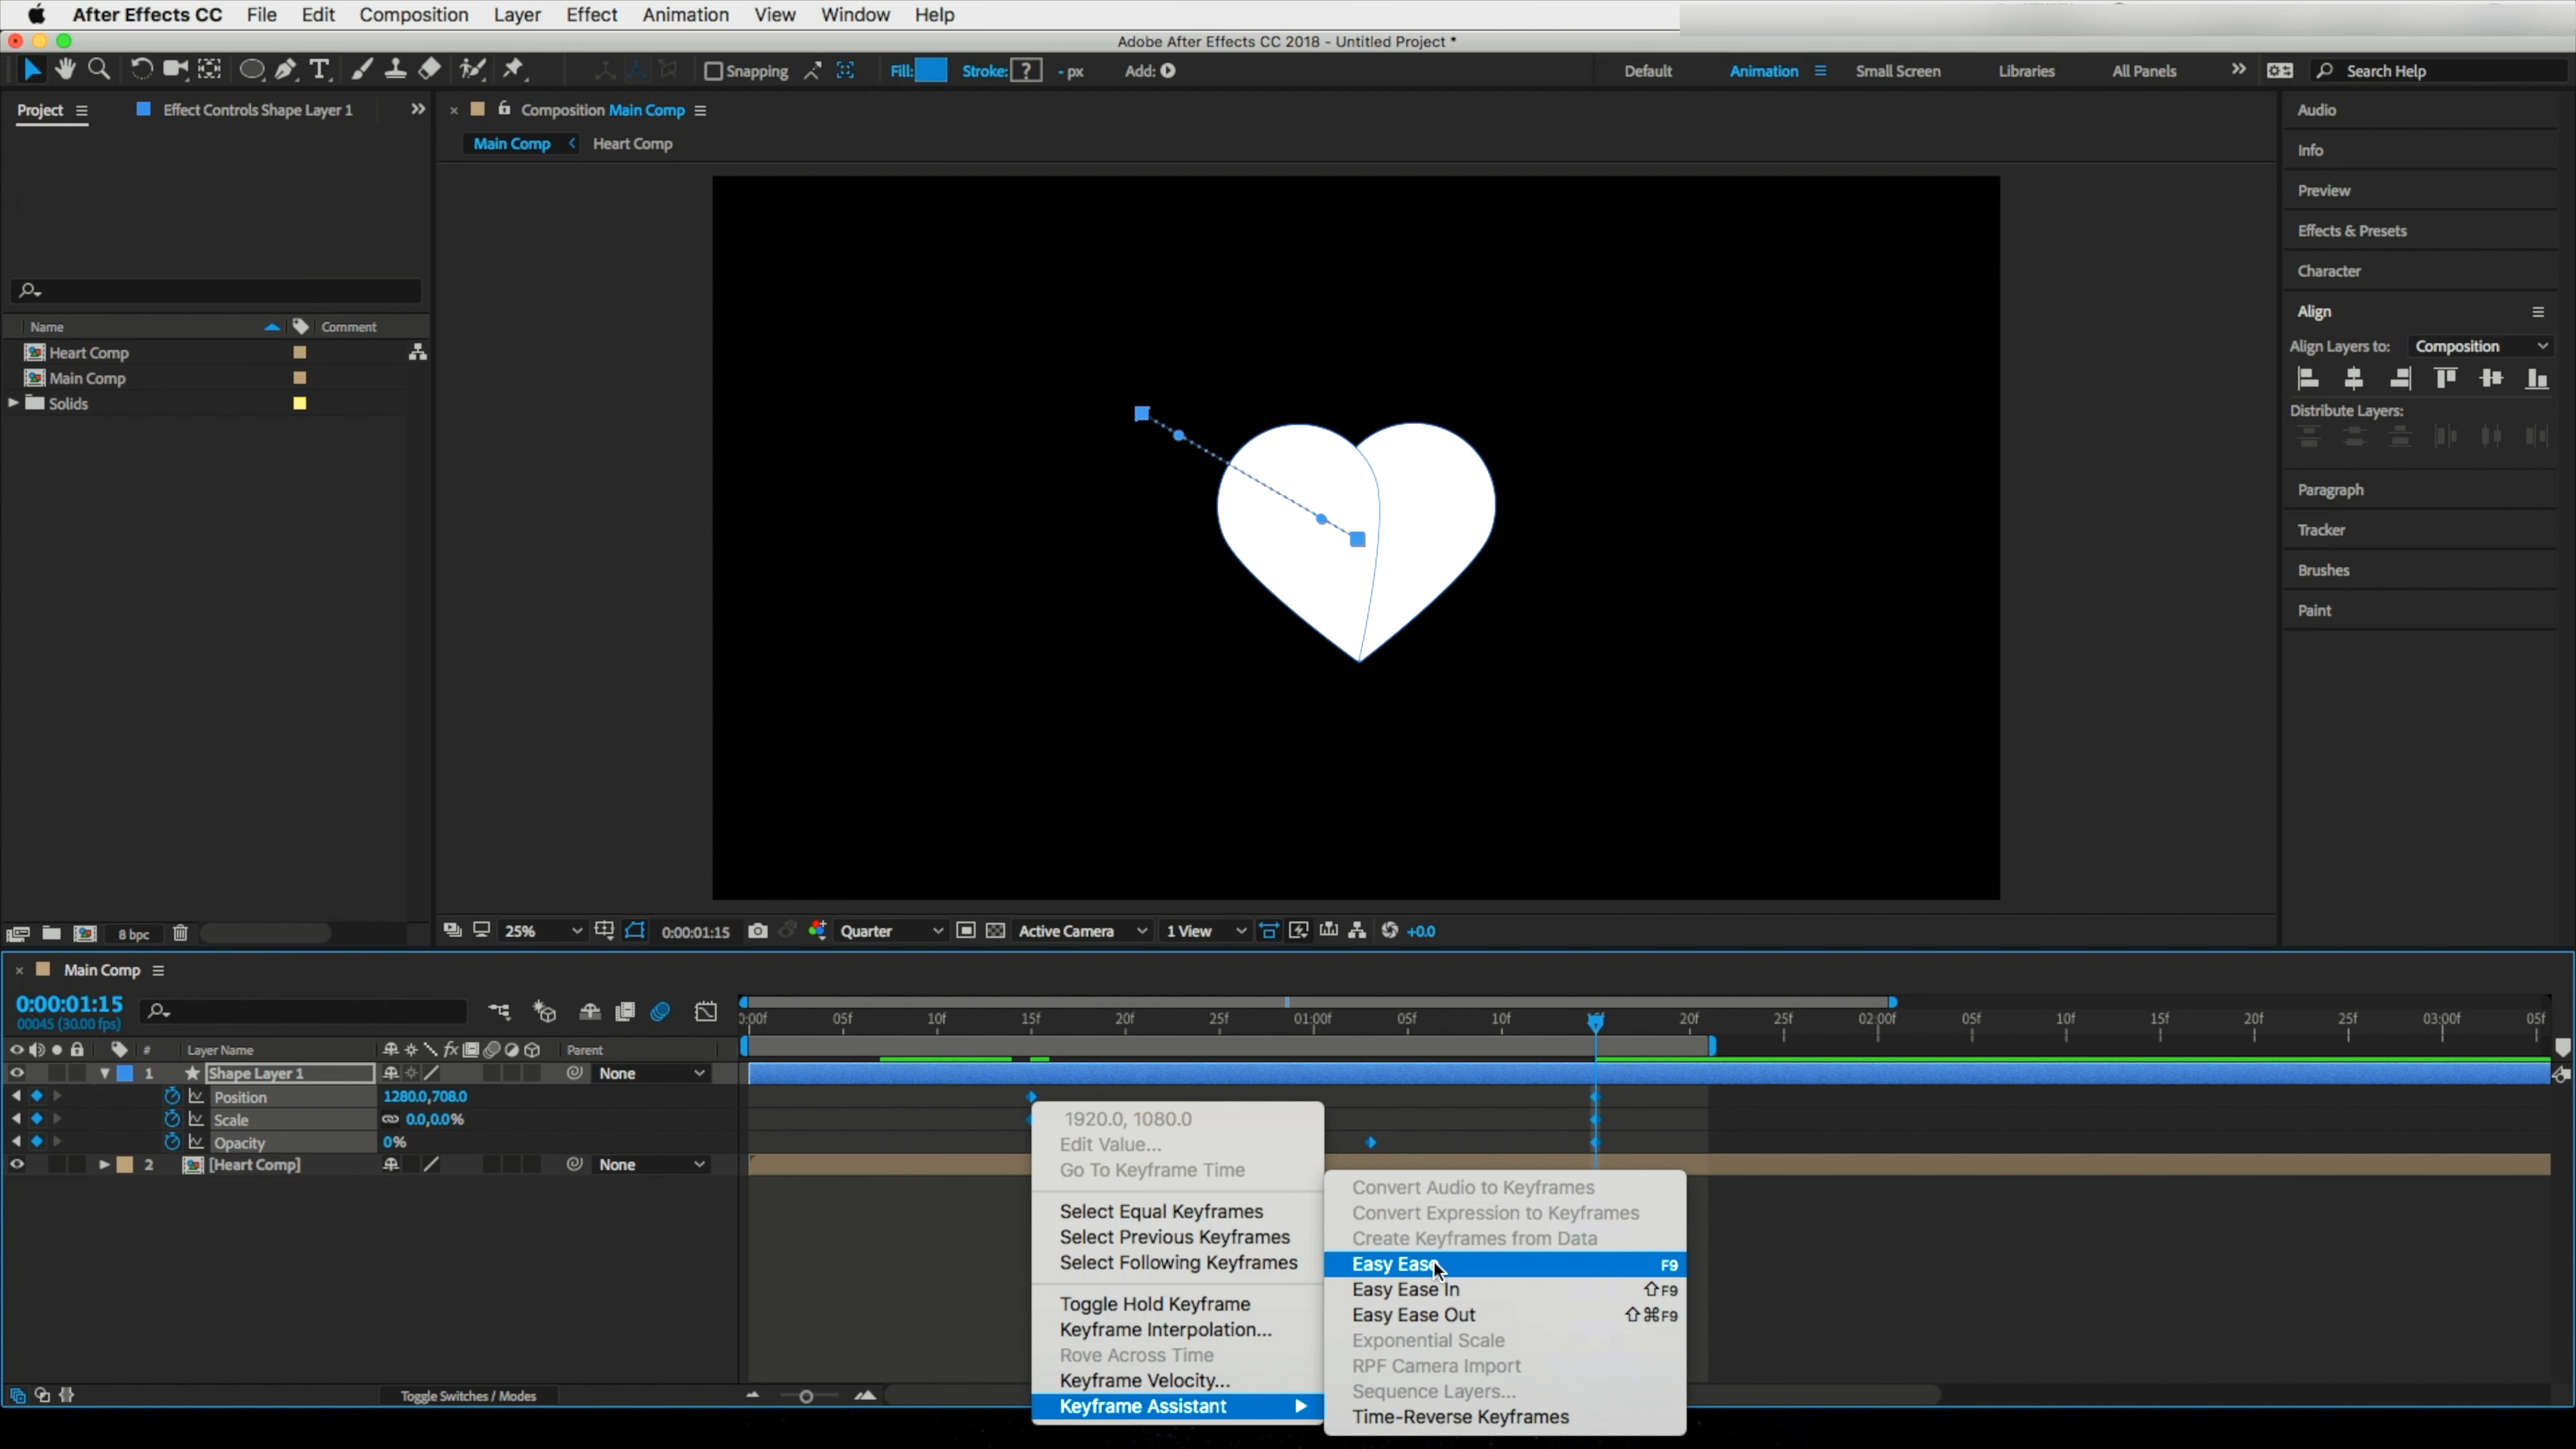 After Effects CC File Edit Composition Layer Effect Animation View Window Help
Adobe After Effects CC 2018 - Untitled Project *
Snapping Fill: Stroke: ? - px Add: Default Animation Small Screen Libraries All Panels Search Help
Project Effect Controls Shape Layer 1 Composition Main Comp
Main Comp Heart Comp
Name Comment
Heart Comp
Main Comp
Solids
Audio
Info
Preview
Effects & Presets
Character
Align
Align Layers to: Composition
Distribute Layers:
Paragraph
Tracker
Brushes
Paint
8 bpc 25% 0:00:01:15 Quarter Active Camera 1 View +0.0
Main Comp
0:00:01:15
00045 (30.00 fps)
0:00f 05f 10f 15f 20f 25f 01:00f 05f 10f 20f 25f 02:00f 05f 10f 15f 20f 25f 03:00f 05f
# Layer Name fx Parent
1 Shape Layer 1 None
Position 1280.0,708.0
Scale 0.0,0.0%
Opacity 0%
2 [Heart Comp] None
Toggle Switches / Modes
1920.0, 1080.0
Edit Value...
Go To Keyframe Time
Select Equal Keyframes
Select Previous Keyframes
Select Following Keyframes
Toggle Hold Keyframe
Keyframe Interpolation...
Rove Across Time
Keyframe Velocity...
Keyframe Assistant
Convert Audio to Keyframes
Convert Expression to Keyframes
Create Keyframes from Data
Easy Ease F9
Easy Ease In ⇧F9
Easy Ease Out ⇧⌘F9
Exponential Scale
RPF Camera Import
Sequence Layers...
Time-Reverse Keyframes